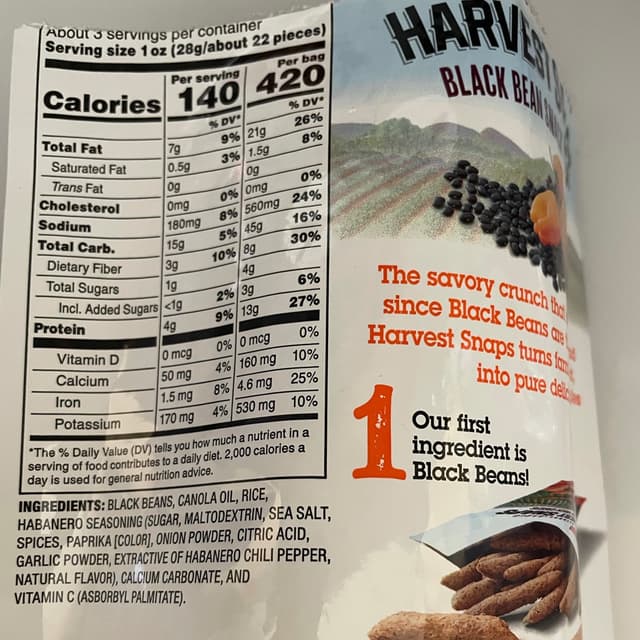 About 3 servings per container
Serving size 1 oz (28g/about 22 pieces)
Per serving Per bag
Calories 140 420
% DV* % DV*
Total Fat 7g 9% 21g 26%
Saturated Fat 0.5g 3% 1.5g 8%
Trans Fat 0g 0g
Cholesterol 0mg 0% 0mg 0%
Sodium 180mg 8% 560mg 24%
Total Carb. 15g 5% 45g 16%
Dietary Fiber 3g 10% 8g 30%
Total Sugars 1g 4g
Incl. Added Sugars <1g 2% 3g 6%
Protein 4g 9% 13g 27%
Vitamin D 0 mcg 0% 0 mcg 0%
Calcium 50 mg 4% 160 mg 10%
Iron 1.5 mg 8% 4.6 mg 25%
Potassium 170 mg 4% 530 mg 10%
*The % Daily Value (DV) tells you how much a nutrient in a
serving of food contributes to a daily diet. 2,000 calories a
day is used for general nutrition advice.
INGREDIENTS: BLACK BEANS, CANOLA OIL, RICE,
HABANERO SEASONING (SUGAR, MALTODEXTRIN, SEA SALT,
SPICES, PAPRIKA [COLOR], ONION POWDER, CITRIC ACID,
GARLIC POWDER, EXTRACTIVE OF HABANERO CHILI PEPPER,
NATURAL FLAVOR), CALCIUM CARBONATE, AND
VITAMIN C (ASBORBYL PALMITATE).
HARVEST
BLACK BEAN
The savory crunch
since Black Beans are
Harvest Snaps turns
into pure
1
Our first
ingredient is
Black Beans!